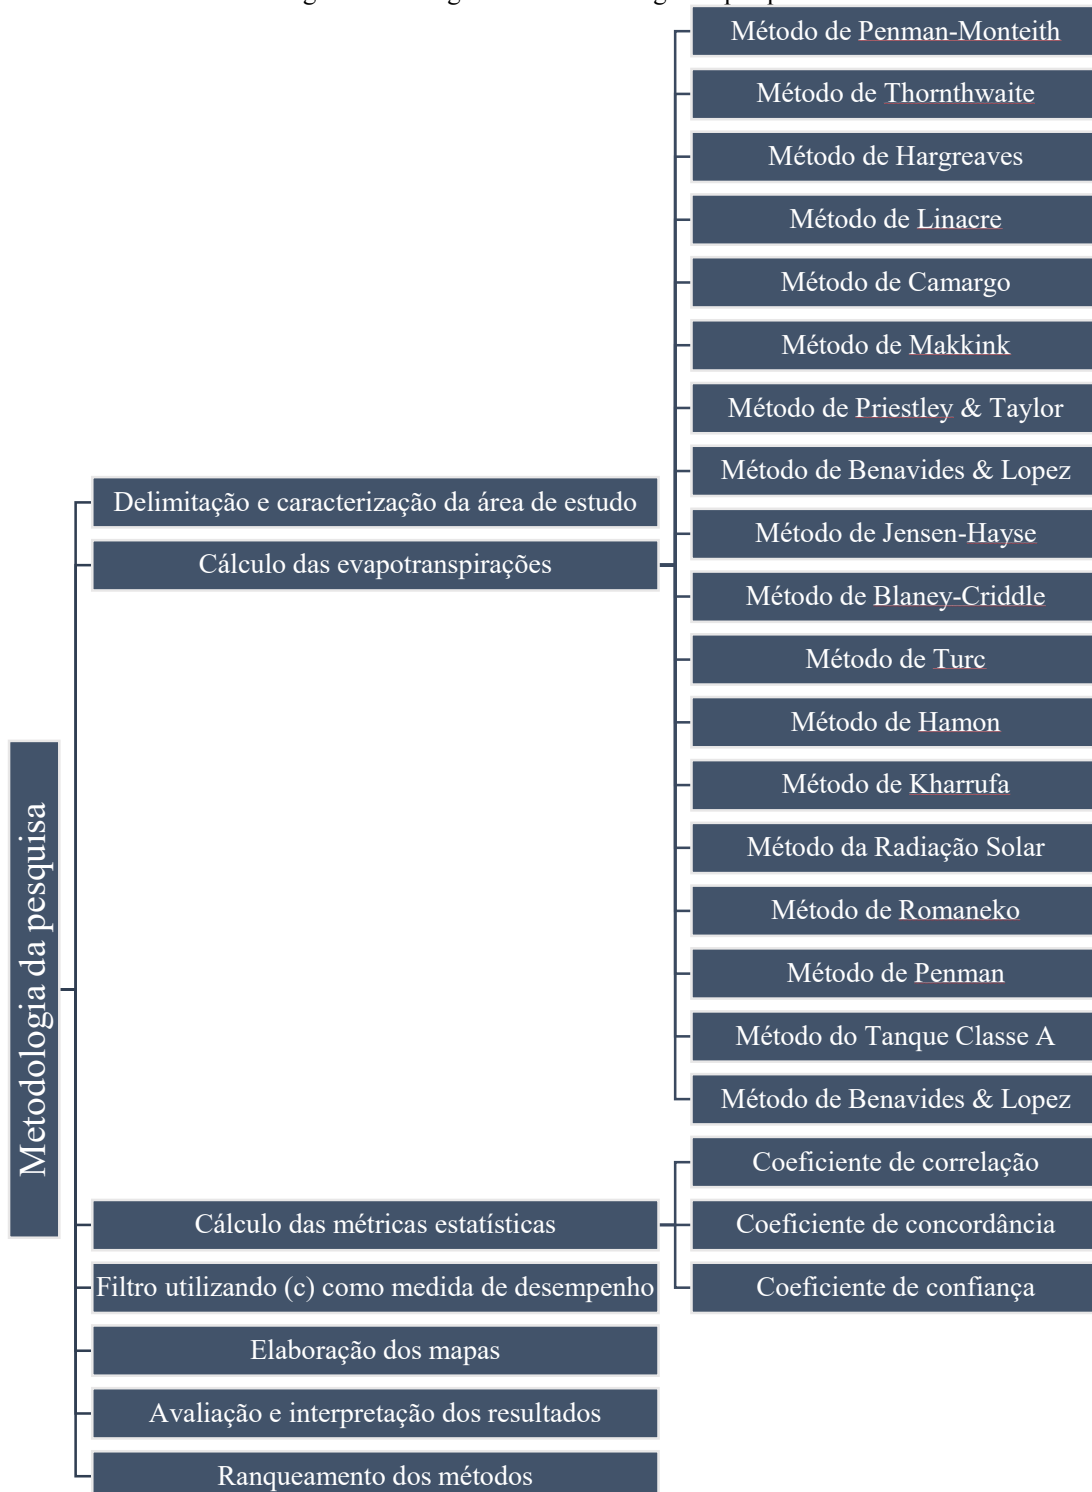 Metodologia da pesquisa
Delimitação e caracterização da área de estudo
Cálculo das evapotranspirações
Método de Penman-Monteith
Método de Thornthwaite
Método de Hargreaves
Método de Linacre
Método de Camargo
Método de Makkink
Método de Priestley & Taylor
Método de Benavides & Lopez
Método de Jensen-Hayse
Método de Blaney-Criddle
Método de Turc
Método de Hamon
Método de Kharrufa
Método da Radiação Solar
Método de Romaneko
Método de Penman
Método do Tanque Classe A
Método de Benavides & Lopez
Cálculo das métricas estatísticas
Coeficiente de correlação
Coeficiente de concordância
Coeficiente de confiança
Filtro utilizando (c) como medida de desempenho
Elaboração dos mapas
Avaliação e interpretação dos resultados
Ranqueamento dos métodos